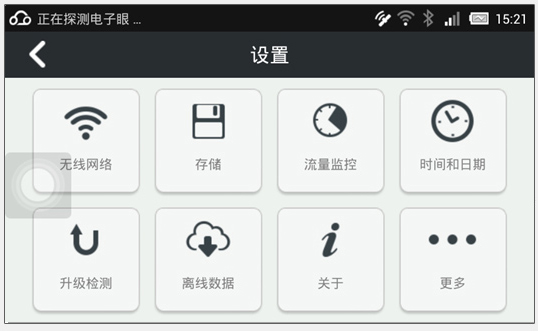 正在探测电子眼 ...
15:21
设置
无线网络
存储
流量监控
时间和日期
升级检测
离线数据
关于
更多